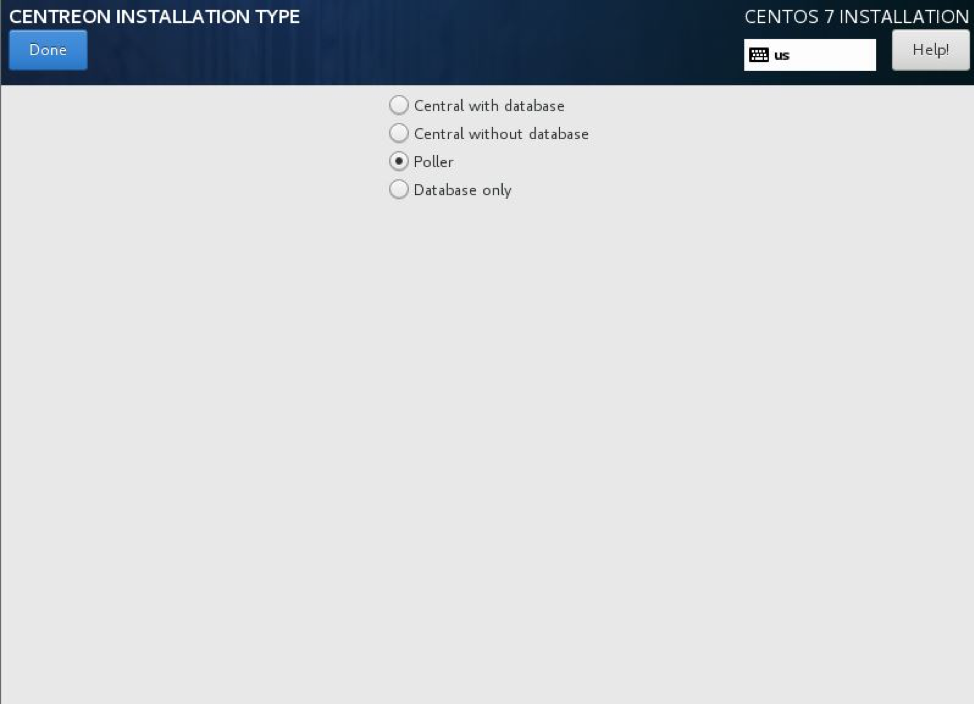 CENTREON INSTALLATION TYPE
CENTOS 7 INSTALLATION
Done
us
Help!
Central with database
Central without database
Poller
Database only